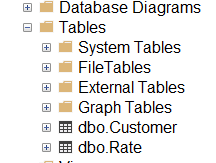 Database Diagrams
Tables
System Tables
FileTables
External Tables
Graph Tables
dbo.Customer
dbo.Rate